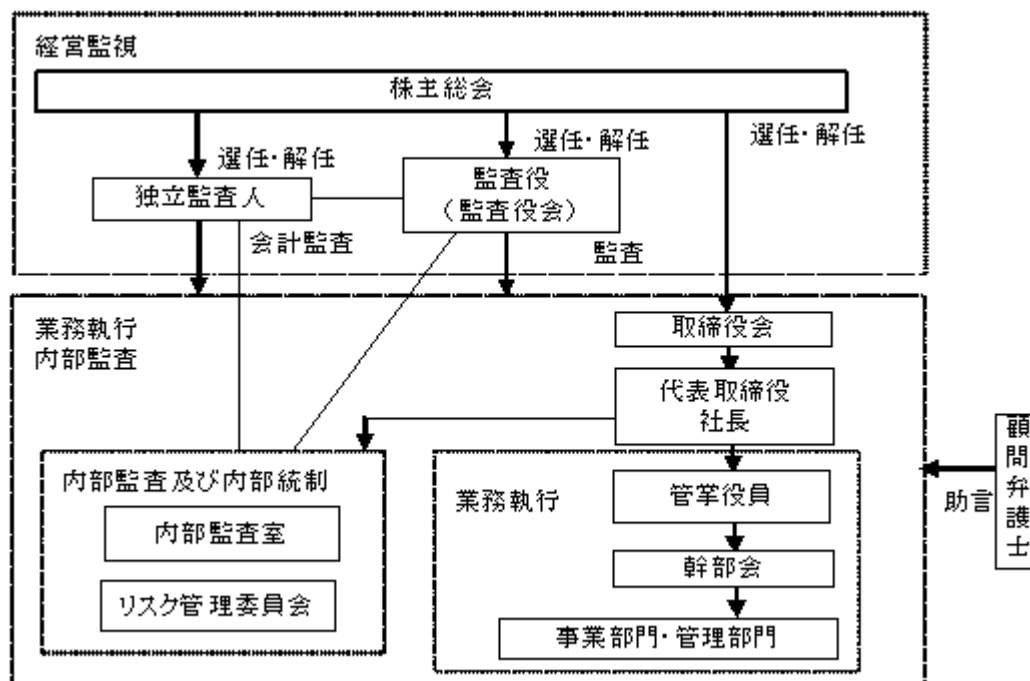 経営監視
株主総会
選任・解任
選任・解任
選任・解任
独立監査人
監査役
（監査役会）
会計監査
監査
業務執行
内部監査
取締役会
代表取締役
社長
内部監査及び内部統制
内部監査室
リスク管理委員会
業務執行
管掌役員
幹部会
事業部門・管理部門
助言
顧問弁護士